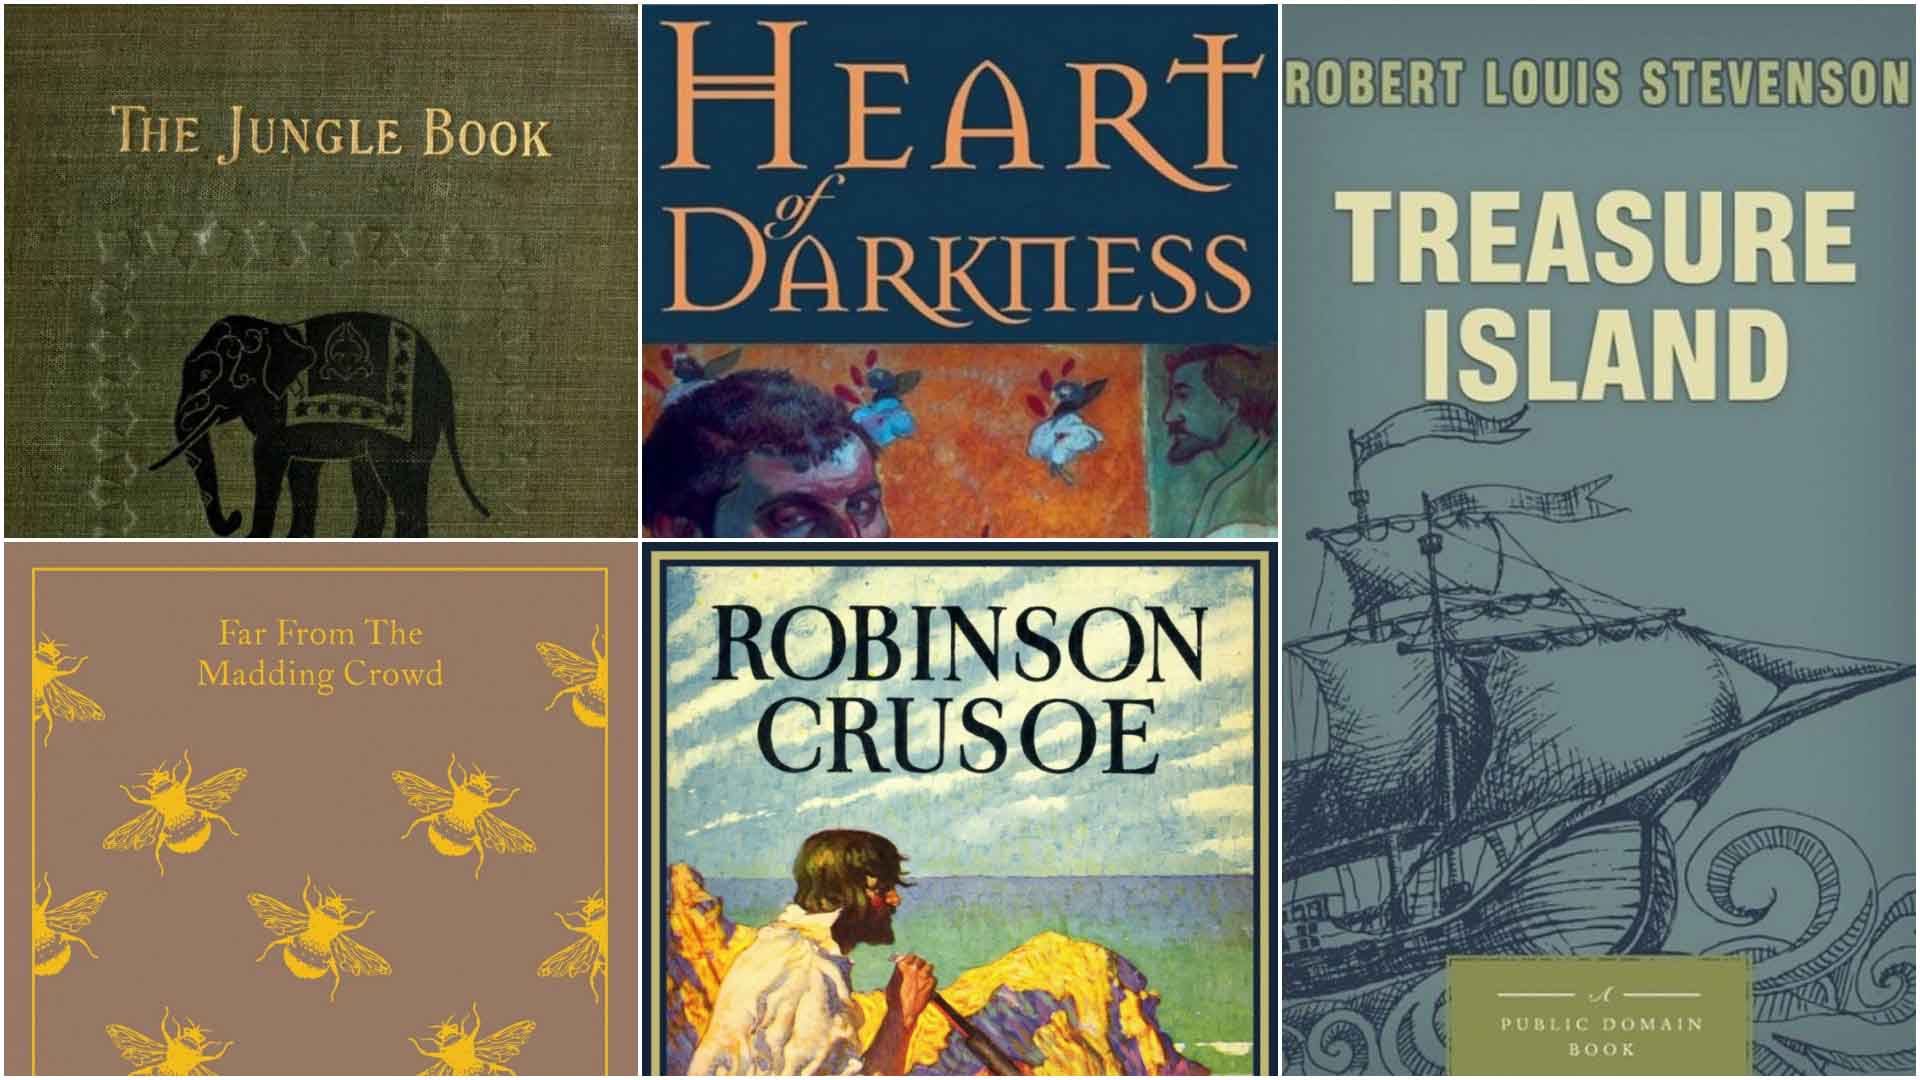 THE JUNGLE BOOK
HEART
of
DARKNESS
ROBERT LOUIS STEVENSON
TREASURE
ISLAND
A
PUBLIC DOMAIN
BOOK
Far From The
Madding Crowd
ROBINSON
CRUSOE